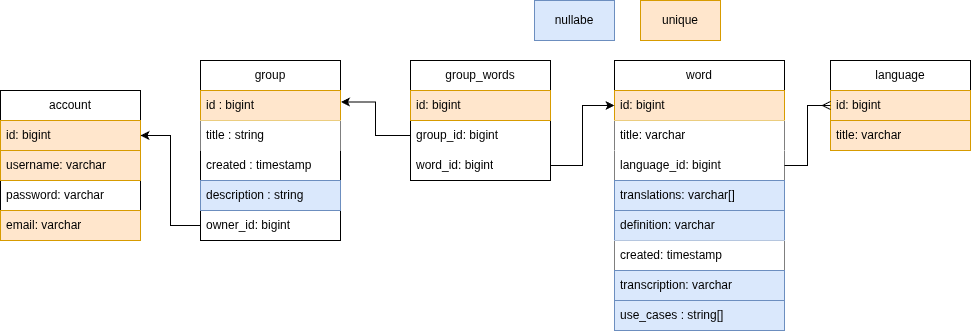 nullabe
unique
account
id: bigint
username: varchar
password: varchar
email: varchar
group
id : bigint
title : string
created : timestamp
description : string
owner_id: bigint
group_words
id: bigint
group_id: bigint
word_id: bigint
word
id: bigint
title: varchar
language_id: bigint
translations: varchar[]
definition: varchar
created: timestamp
transcription: varchar
use_cases : string[]
language
id: bigint
title: varchar